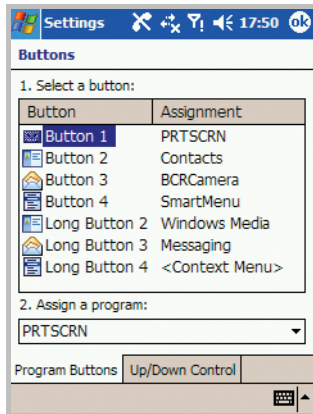 Settings 17:50 ok
Buttons
1. Select a button:
Button Assignment
Button 1 PRTSCRN
Button 2 Contacts
Button 3 BCRCamera
Button 4 SmartMenu
Long Button 2 Windows Media
Long Button 3 Messaging
Long Button 4 <Context Menu>
2. Assign a program:
PRTSCRN
Program Buttons Up/Down Control